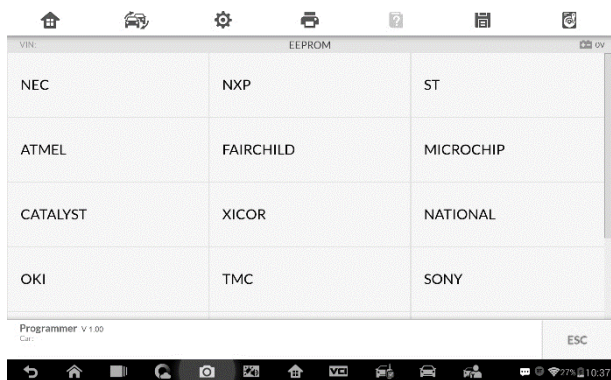 VIN: EEPROM 0V
NEC NXP ST
ATMEL FAIRCHILD MICROCHIP
CATALYST XICOR NATIONAL
OKI TMC SONY
Programmer V 1.00
Car:
ESC
27% 10:37